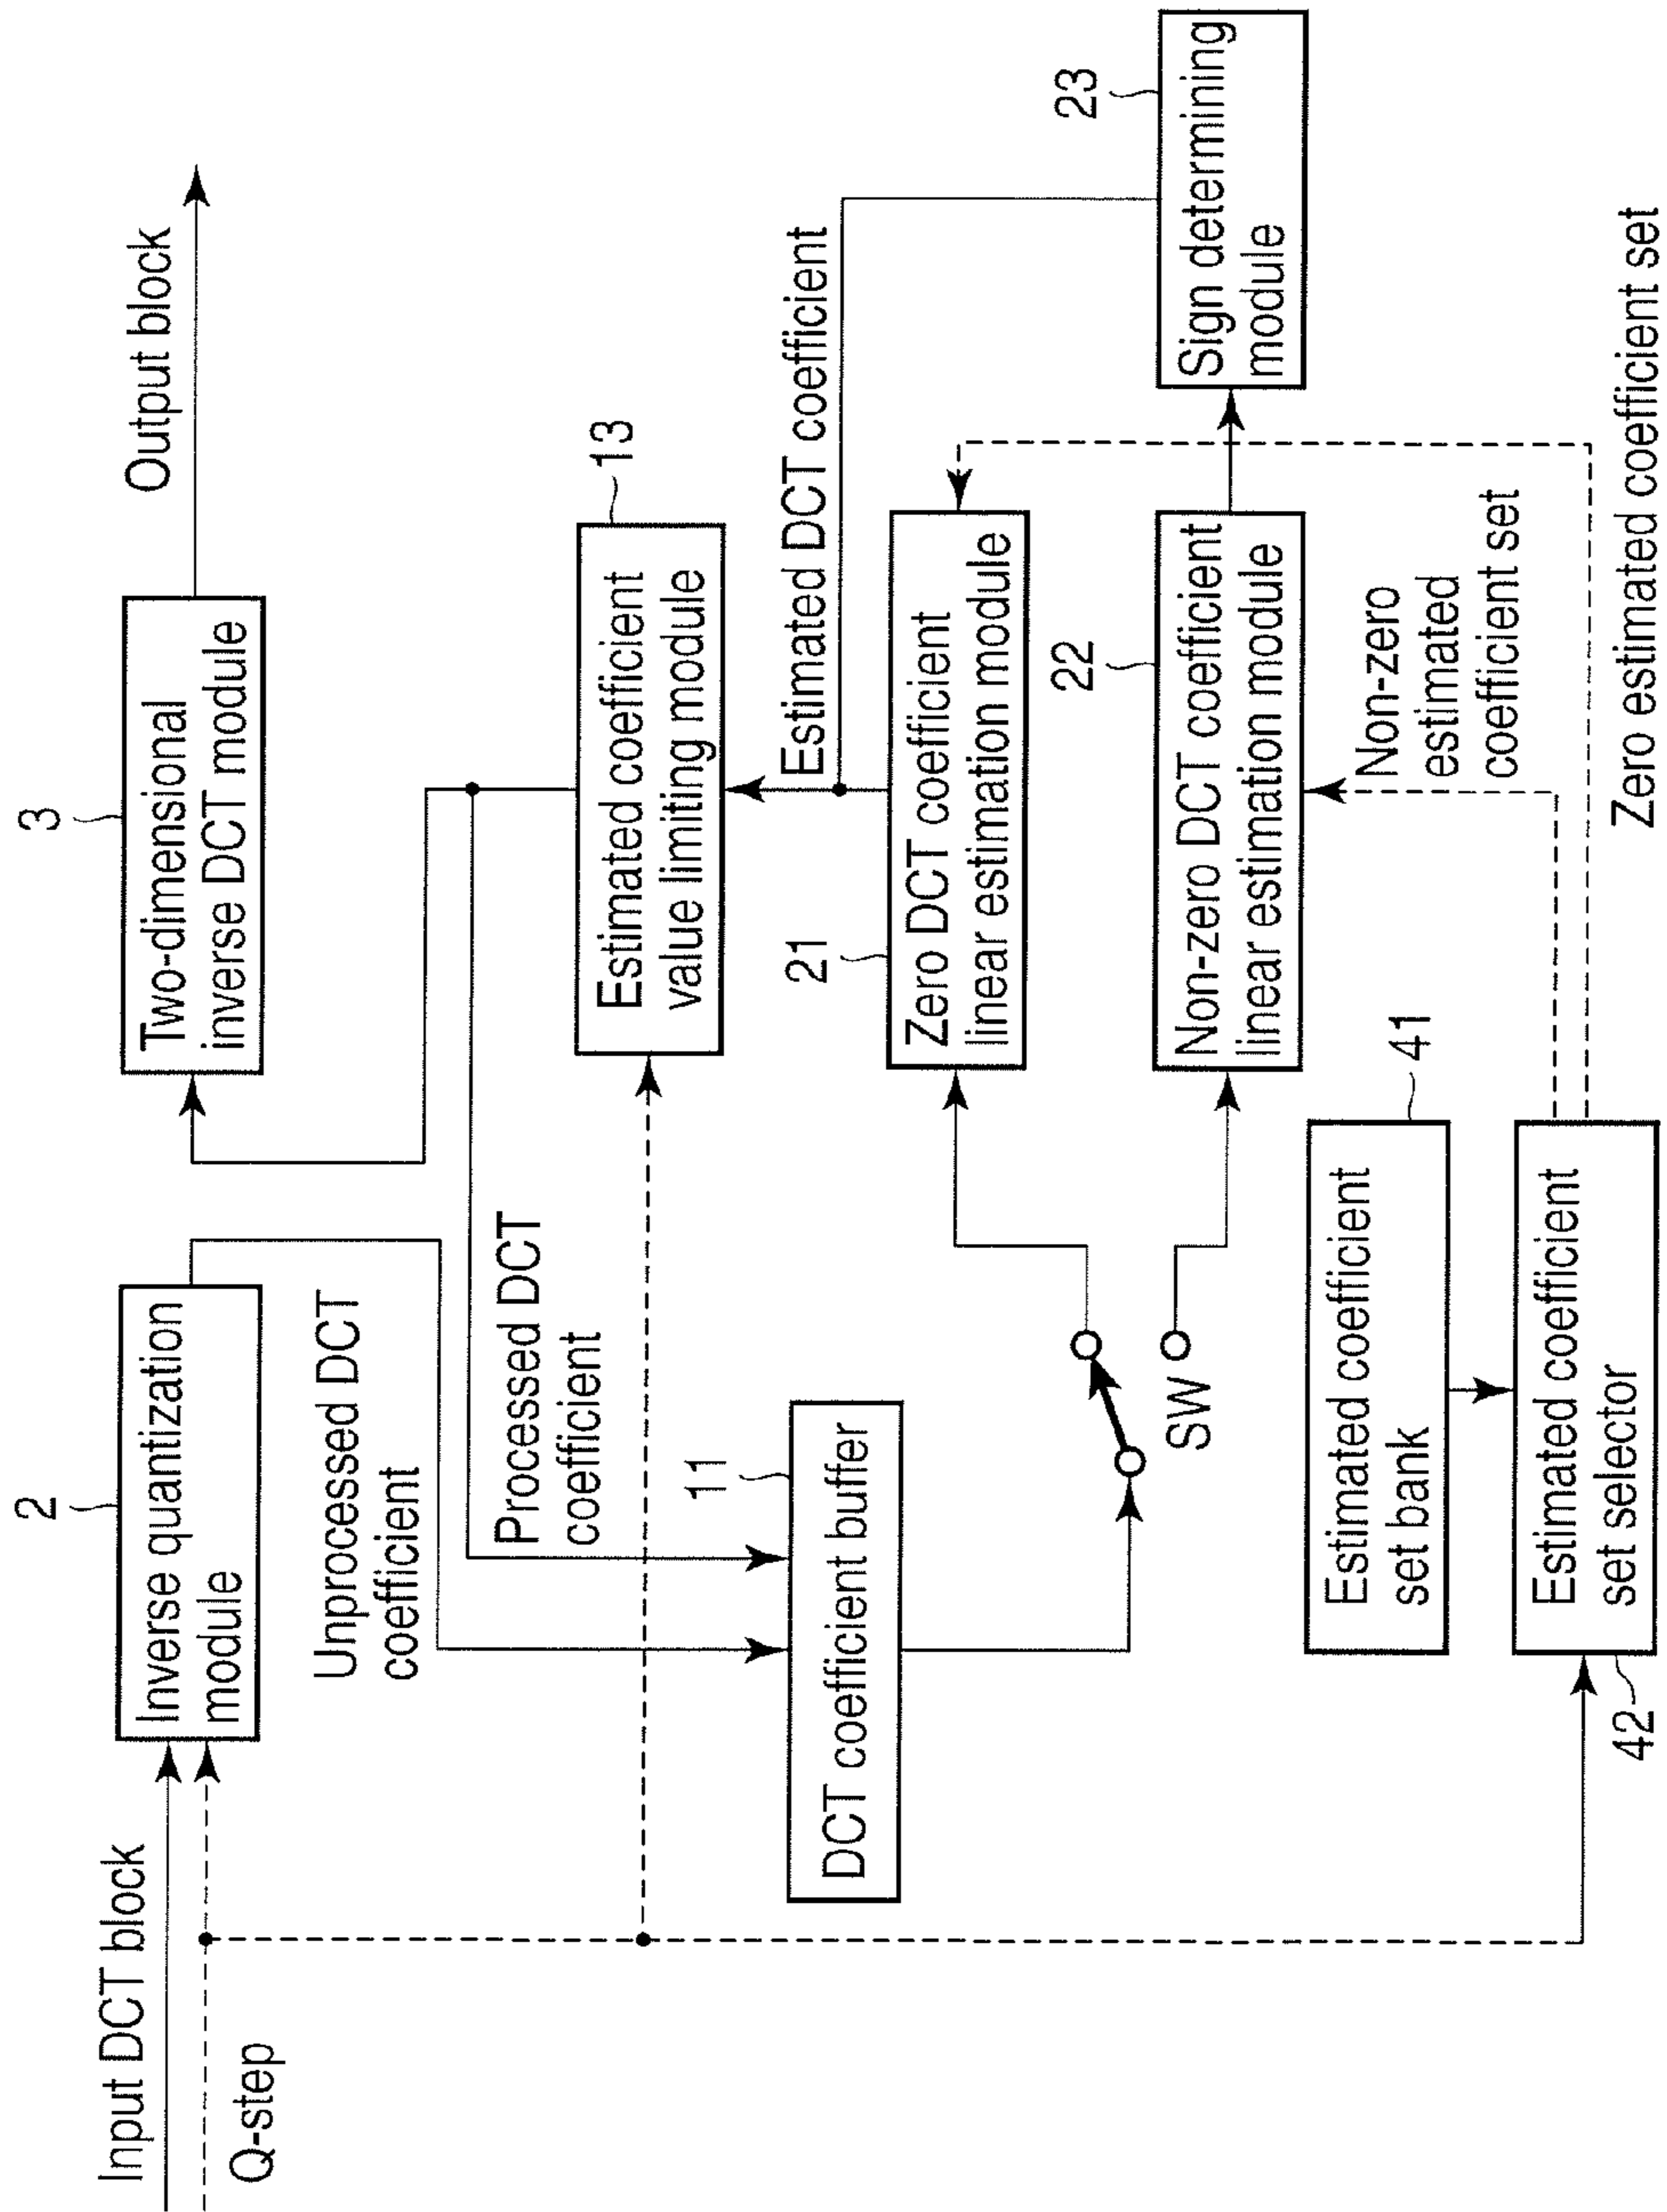 Input DCT block
Q-step
2
Inverse quantization
module
Unprocessed DCT
coefficient
3
Two-dimensional
inverse DCT module
Output block
Processed DCT
coefficient
13
Estimated coefficient
value limiting module
Estimated DCT coefficient
11
DCT coefficient buffer
21
Zero DCT coefficient
linear estimation module
SW
22
Non-zero DCT coefficient
linear estimation module
23
Sign determining
module
41
Estimated coefficient
set bank
Non-zero
estimated
coefficient set
42
Estimated coefficient
set selector
Zero estimated coefficient set